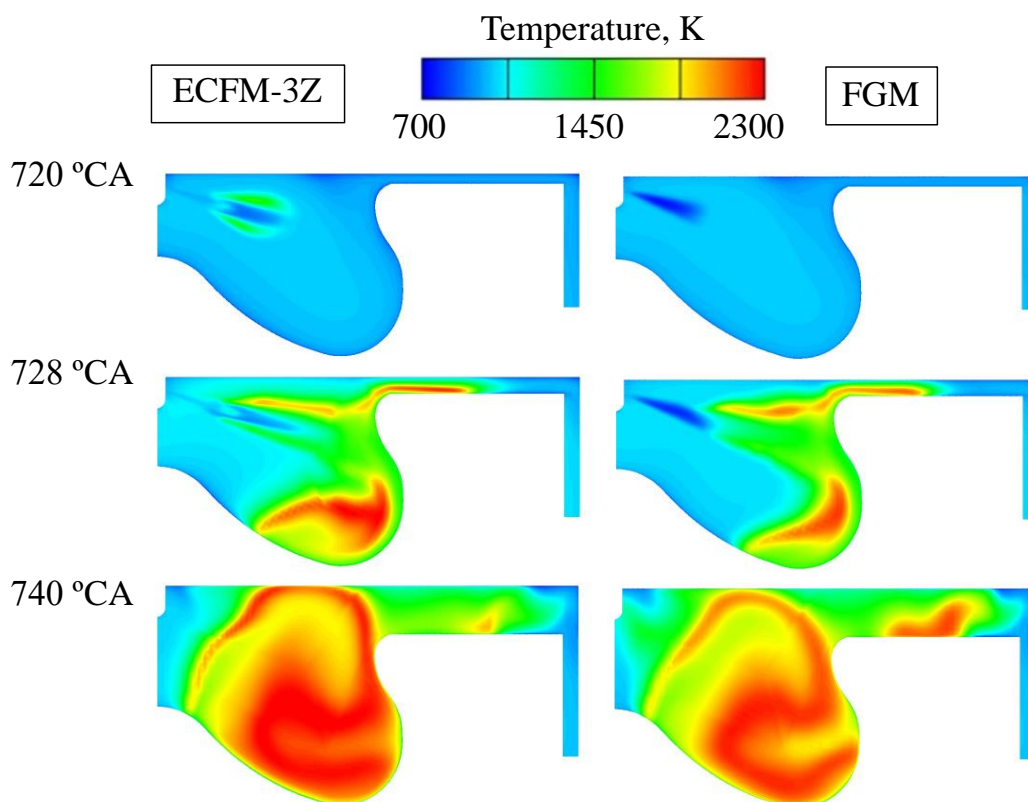 Temperature, K
ECFM-3Z
FGM
700 1450 2300
720 ºCA
728 ºCA
740 ºCA